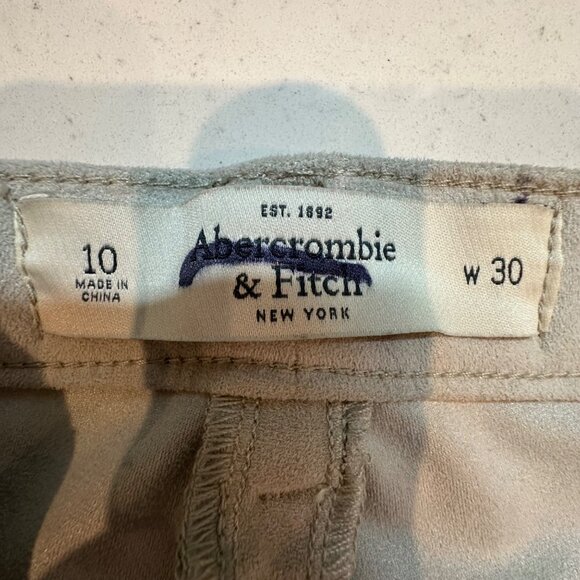 EST. 1892
10
MADE IN
CHINA
Abercrombie
& Fitch
NEW YORK
W 30